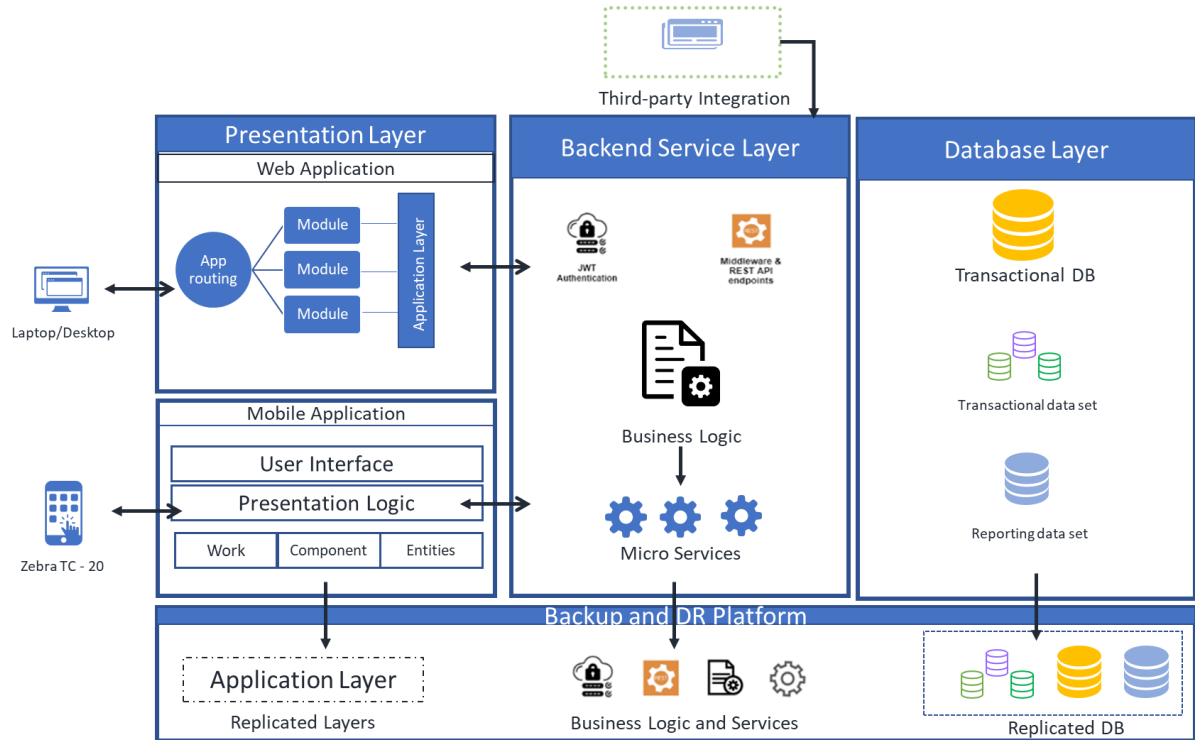 Third-party Integration
Presentation Layer
Web Application
App
routing
Module
Module
Module
Application Layer
Laptop/Desktop
Mobile Application
User Interface
Presentation Logic
Work
Component
Entities
Zebra TC - 20
Backend Service Layer
JWT
Authentication
REST
Middleware &
REST API
endpoints
Business Logic
Micro Services
Database Layer
Transactional DB
Transactional data set
Reporting data set
Backup and DR Platform
Application Layer
Replicated Layers
REST
Business Logic and Services
Replicated DB